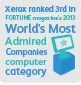 Xerox ranked 3rd in
FORTUNE magazine's 2013
World's Most
Admired
Companies
computer
category